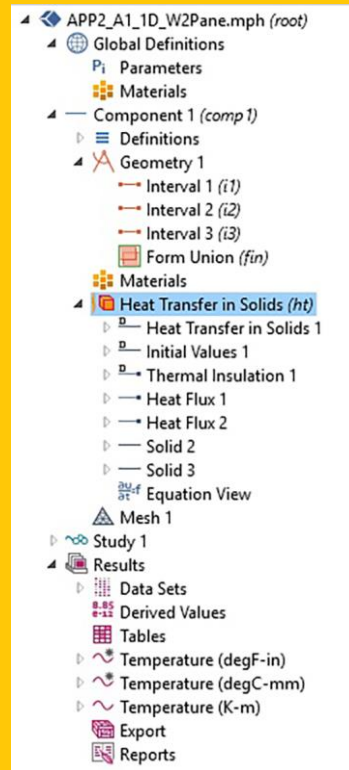 APP2_A1_1D_W2Pane.mph (root)
Global Definitions
Pi Parameters
Materials
Component 1 (comp1)
Definitions
Geometry 1
Interval 1 (i1)
Interval 2 (i2)
Interval 3 (i3)
Form Union (fin)
Materials
Heat Transfer in Solids (ht)
D Heat Transfer in Solids 1
D Initial Values 1
D Thermal Insulation 1
Heat Flux 1
Heat Flux 2
Solid 2
Solid 3
∂u/∂t=f Equation View
Mesh 1
Study 1
Results
Data Sets
8.85 e-12 Derived Values
Tables
Temperature (degF-in)
Temperature (degC-mm)
Temperature (K-m)
Export
Reports